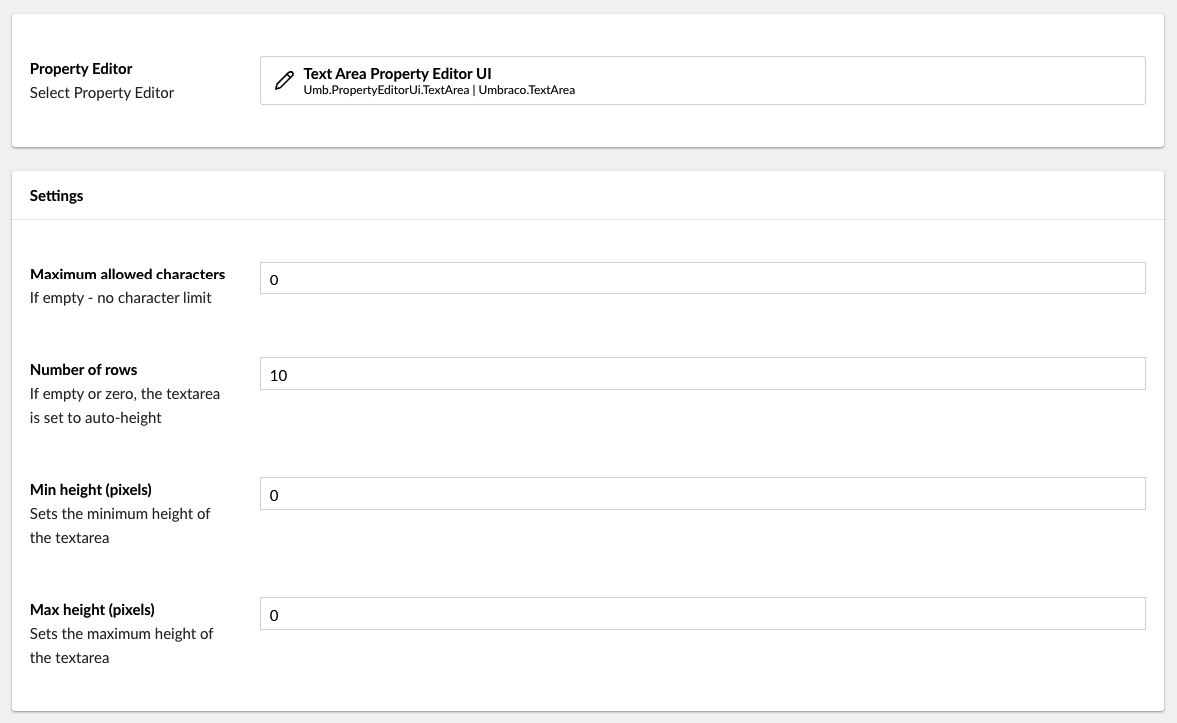 Property Editor
Select Property Editor
Text Area Property Editor UI
Umb.PropertyEditorUi.TextArea | Umbraco.TextArea
Settings
Maximum allowed characters
If empty - no character limit
0
Number of rows
If empty or zero, the textarea
is set to auto-height
10
Min height (pixels)
Sets the minimum height of
the textarea
0
Max height (pixels)
Sets the maximum height of
the textarea
0